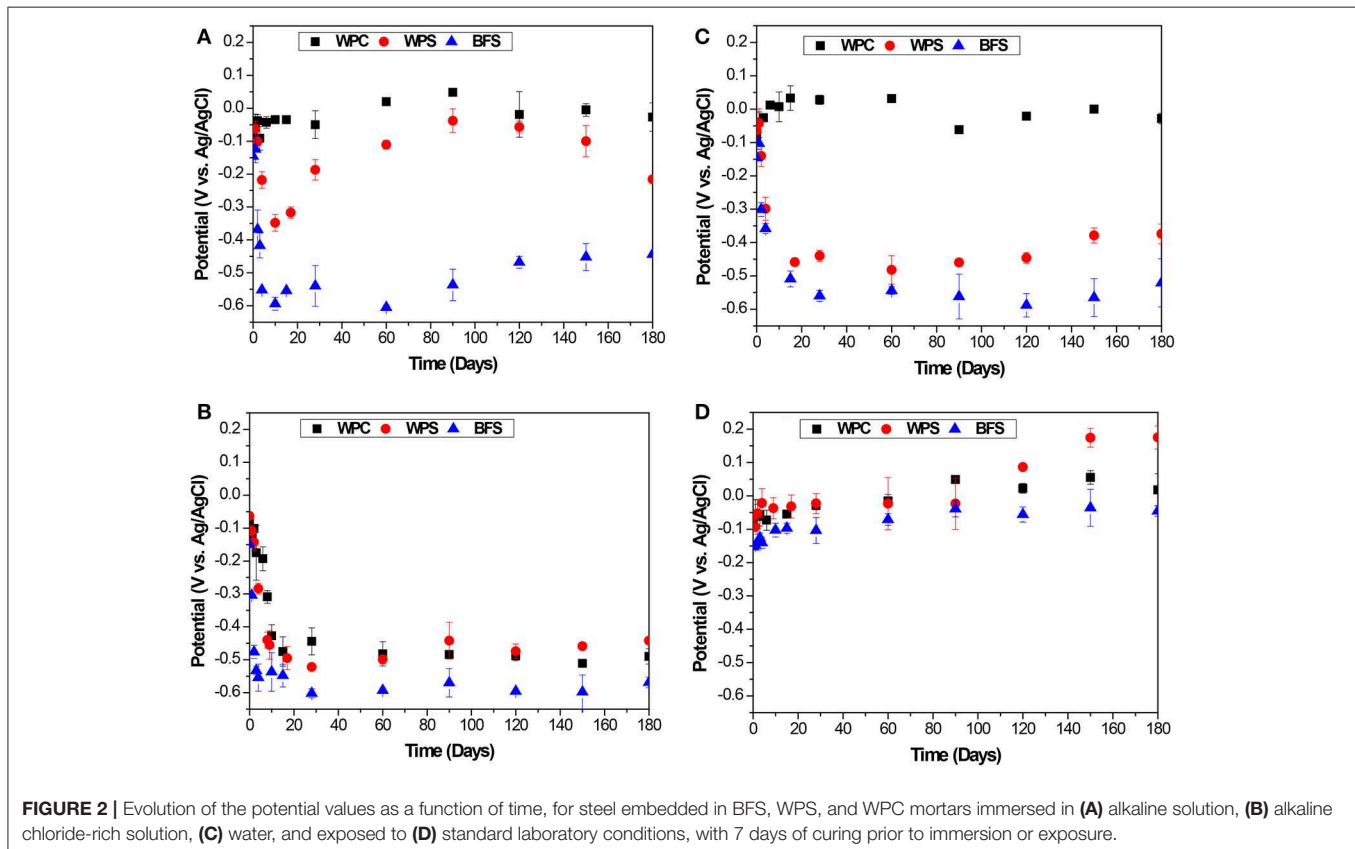 A
WPC WPS BFS
0.2
0.1
0.0
-0.1
-0.2
-0.3
-0.4
-0.5
-0.6
Potential (V vs. Ag/AgCl)
0 20 40 60 80 100 120 140 160 180
Time (Days)
C
WPC WPS BFS
0.2
0.1
0.0
-0.1
-0.2
-0.3
-0.4
-0.5
-0.6
Potential (V vs. Ag/AgCl)
0 20 40 60 80 100 120 140 160 180
Time (Days)
B
WPC WPS BFS
0.2
0.1
0.0
-0.1
-0.2
-0.3
-0.4
-0.5
-0.6
Potential (V vs. Ag/AgCl)
0 20 40 60 80 100 120 140 160 180
Time (Days)
D
WPC WPS BFS
0.2
0.1
0.0
-0.1
-0.2
-0.3
-0.4
-0.5
-0.6
Potential (V vs. Ag/AgCl)
0 20 40 60 80 100 120 140 160 180
Time (Days)
FIGURE 2 | Evolution of the potential values as a function of time, for steel embedded in BFS, WPS, and WPC mortars immersed in (A) alkaline solution, (B) alkaline
chloride-rich solution, (C) water, and exposed to (D) standard laboratory conditions, with 7 days of curing prior to immersion or exposure.